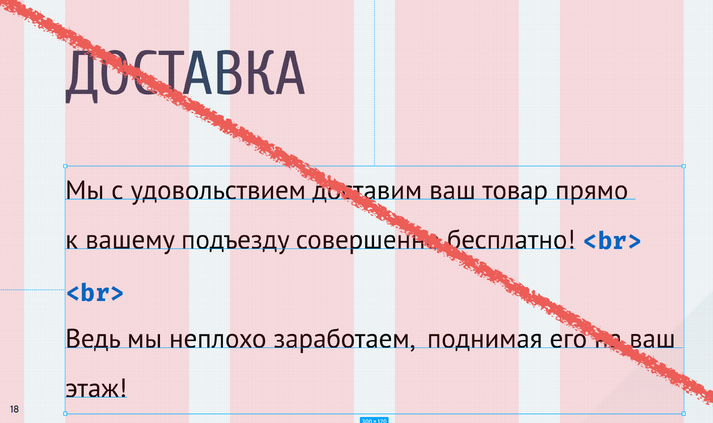 ДОСТАВКА
Мы с удовольствием доставим ваш товар прямо
к вашему подъезду совершенно бесплатно! <br>
<br>
Ведь мы неплохо заработаем, поднимая его на ваш
этаж!
18
300 × 120